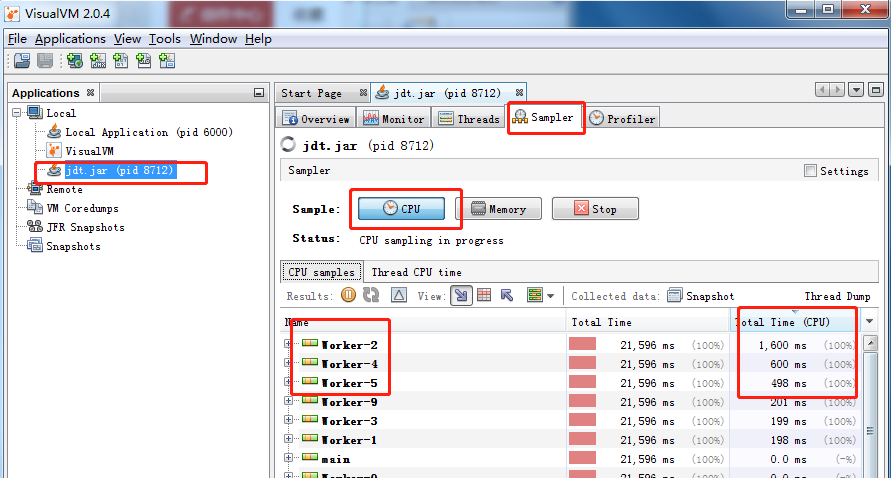 VisualVM 2.0.4
File Applications View Tools Window Help
Applications
Local
Local Application (pid 6000)
VisualVM
jdt.jar (pid 8712)
Remote
VM Coredumps
JFR Snapshots
Snapshots
Start Page jdt.jar (pid 8712)
Overview Monitor Threads Sampler Profiler
jdt.jar (pid 8712)
Sampler Settings
Sample: CPU Memory Stop
Status: CPU sampling in progress
CPU samples Thread CPU time
Results: View: Collected data: Snapshot Thread Dump
Name Total Time Total Time (CPU)
Worker-2 21,596 ms (100%) 1,600 ms (100%)
Worker-4 21,596 ms (100%) 600 ms (100%)
Worker-5 21,596 ms (100%) 498 ms (100%)
Worker-9 21,596 ms (100%) 201 ms (100%)
Worker-3 21,596 ms (100%) 199 ms (100%)
Worker-1 21,596 ms (100%) 198 ms (100%)
main 21,596 ms (100%) 0.0 ms (-%)
21,596 ms (100%) 0.0 ms (-%)